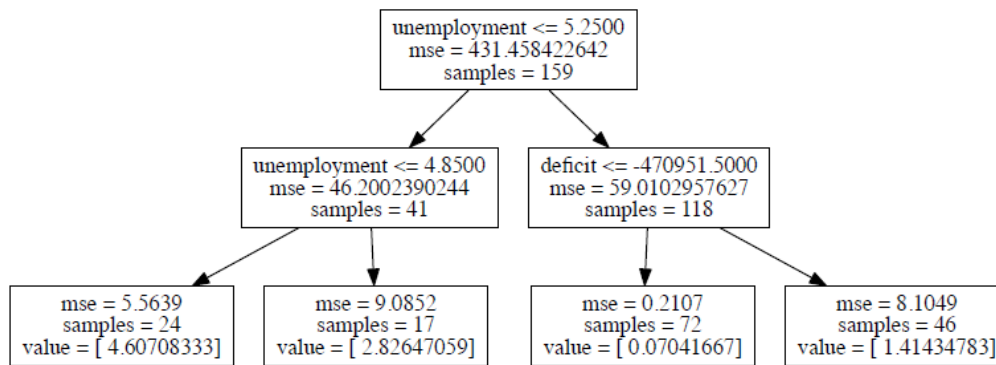 unemployment <= 5.2500
mse = 431.458422642
samples = 159
unemployment <= 4.8500
mse = 46.2002390244
samples = 41
deficit <= -470951.5000
mse = 59.0102957627
samples = 118
mse = 5.5639
samples = 24
value = [ 4.60708333]
mse = 9.0852
samples = 17
value = [ 2.82647059]
mse = 0.2107
samples = 72
value = [ 0.07041667]
mse = 8.1049
samples = 46
value = [ 1.41434783]